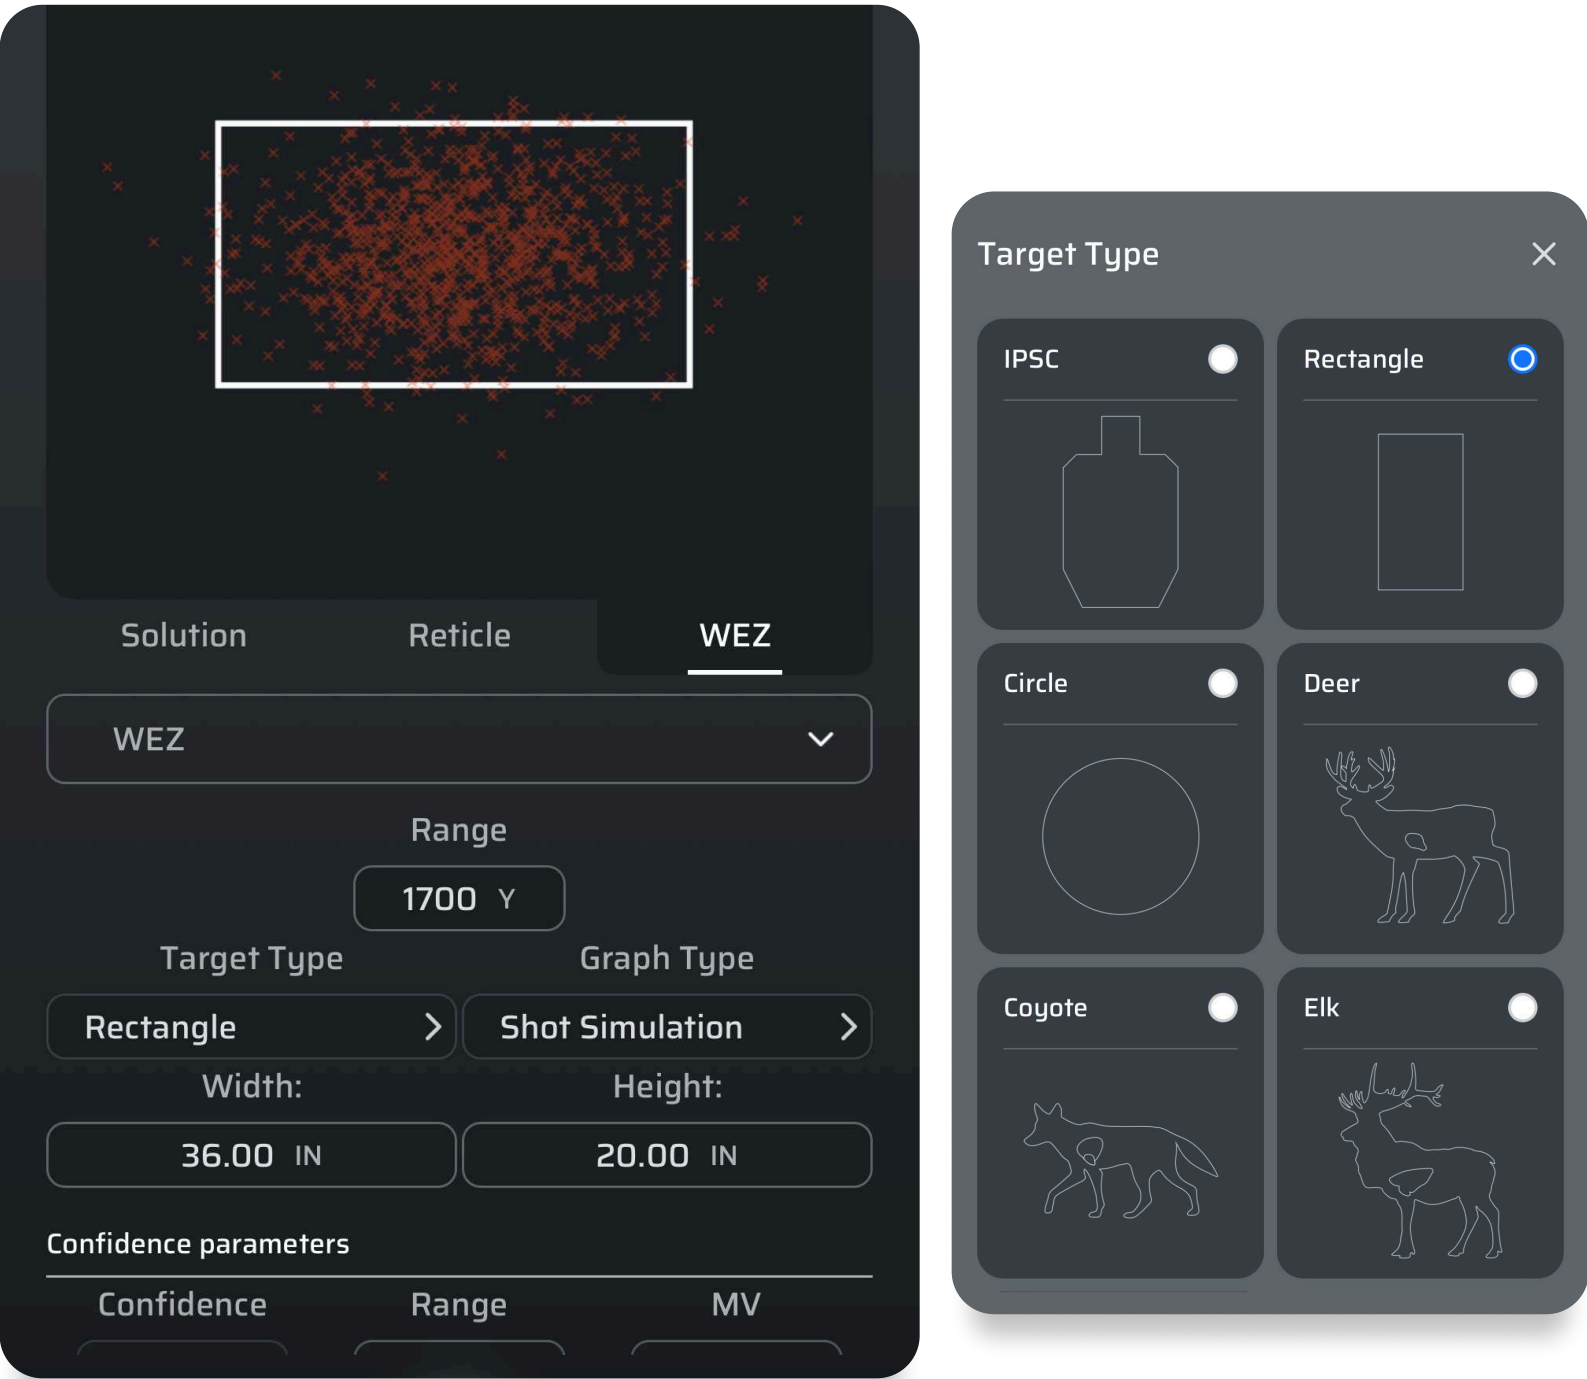 Solution Reticle WEZ
WEZ
Range
1700 Y
Target Type Graph Type
Rectangle Shot Simulation
Width: Height:
36.00 IN 20.00 IN
Confidence parameters
Confidence Range MV
Target Type
IPSC Rectangle
Circle Deer
Coyote Elk